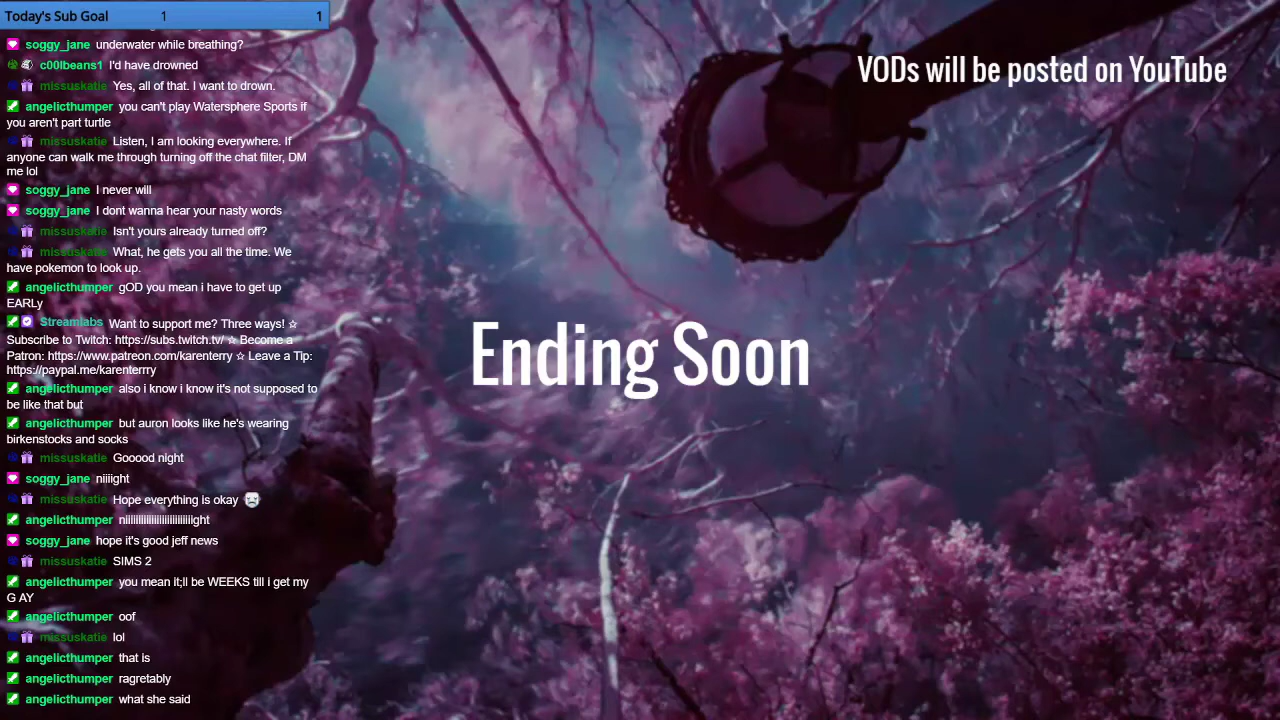 Today's Sub Goal 1 1
soggy_jane underwater while breathing?
c00lbeans1 I'd have drowned
missuskatie Yes, all of that. I want to drown.
angelicthumper you can't play Watersphere Sports if
you aren't part turtle
missuskatie Listen, I am looking everywhere. If
anyone can walk me through turning off the chat filter, DM
me lol
soggy_jane I never will
soggy_jane I dont wanna hear your nasty words
missuskatie Isn't yours already turned off?
missuskatie What, he gets you all the time. We
have pokemon to look up.
angelicthumper gOD you mean i have to get up
EARLy
Streamlabs Want to support me? Three ways! ☆
Subscribe to Twitch: https://subs.twitch.tv/ ☆ Become a
Patron: https://www.patreon.com/karenterry ☆ Leave a Tip:
https://paypal.me/karenterrry
angelicthumper also i know i know it's not supposed to
be like that but
angelicthumper but auron looks like he's wearing
birkenstocks and socks
missuskatie Gooood night
soggy_jane niiiight
missuskatie Hope everything is okay
angelicthumper niiiiiiiiiiiiiiiiiiiiiiiiiight
soggy_jane hope it's good jeff news
missuskatie SIMS 2
angelicthumper you mean it;ll be WEEKS till i get my
G AY
angelicthumper oof
missuskatie lol
angelicthumper that is
angelicthumper ragretably
angelicthumper what she said
VODs will be posted on YouTube
Ending Soon